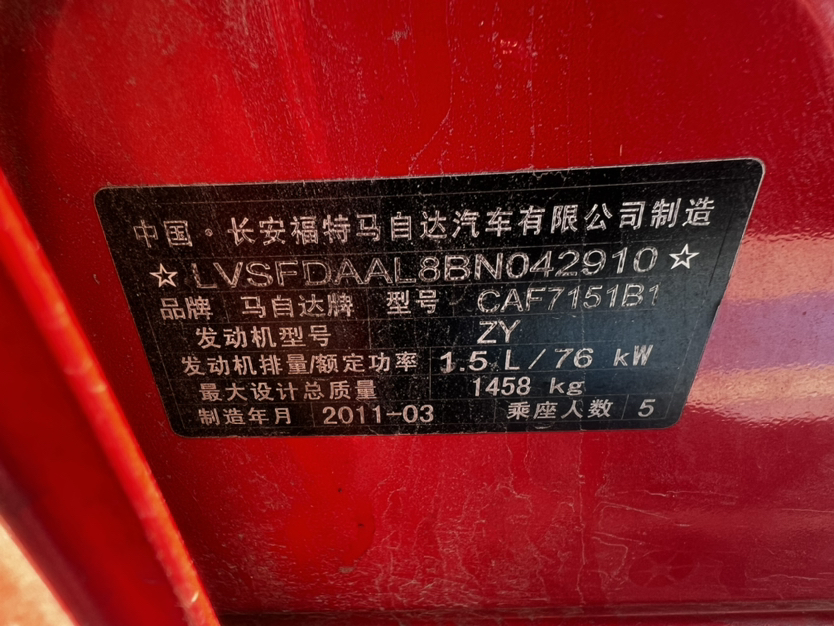 中国·长安福特马自达汽车有限公司制造
☆LVSFDAAL8BN042910☆
品牌 马自达牌 型号 CAF7151B1
发动机型号 ZY
发动机排量/额定功率 1.5 L/76 kW
最大设计总质量 1458 kg
制造年月 2011-03 乘座人数 5